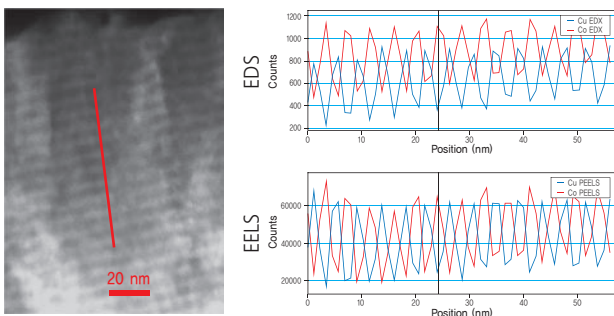 20 nm
EDS
Counts
1200
1000
800
600
400
200
Cu EDX
Co EDX
0
10
20
30
40
50
Position (nm)
EELS
Counts
60000
40000
20000
Cu PEELS
Co PEELS
0
10
20
30
40
50
Position (nm)